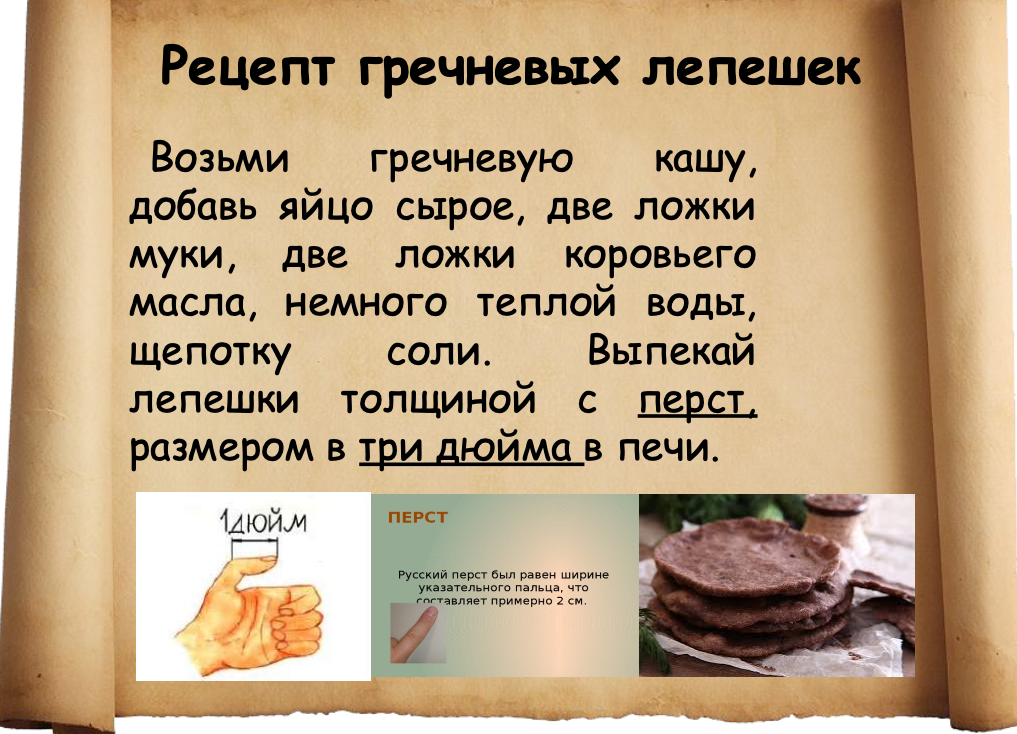 Рецепт гречневых лепешек
Возьми гречневую кашу,
добавь яйцо сырое, две ложки
муки, две ложки коровьего
масла, немного теплой воды,
щепотку соли. Выпекай
лепешки толщиной с перст,
размером в три дюйма в печи.
1дюйм
ПЕРСТ
Русский перст был равен ширине
указательного пальца, что
составляет примерно 2 см.